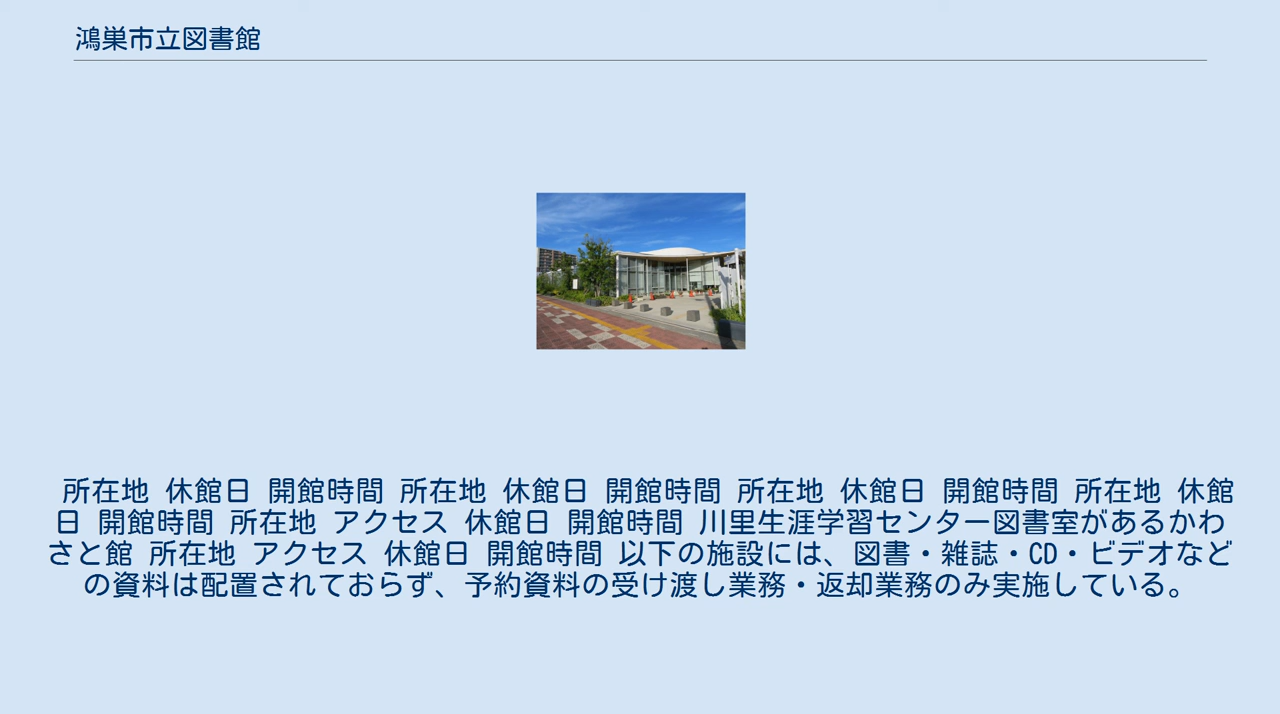 鴻巣市立図書館
所在地 休館日 開館時間 所在地 休館日 開館時間 所在地 休館日 開館時間 所在地 休館
日 開館時間 所在地 アクセス 休館日 開館時間 川里生涯学習センター図書室があるかわ
さと館 所在地 アクセス 休館日 開館時間 以下の施設には、図書・雑誌・CD・ビデオなど
の資料は配置されておらず、予約資料の受け渡し業務・返却業務のみ実施している。